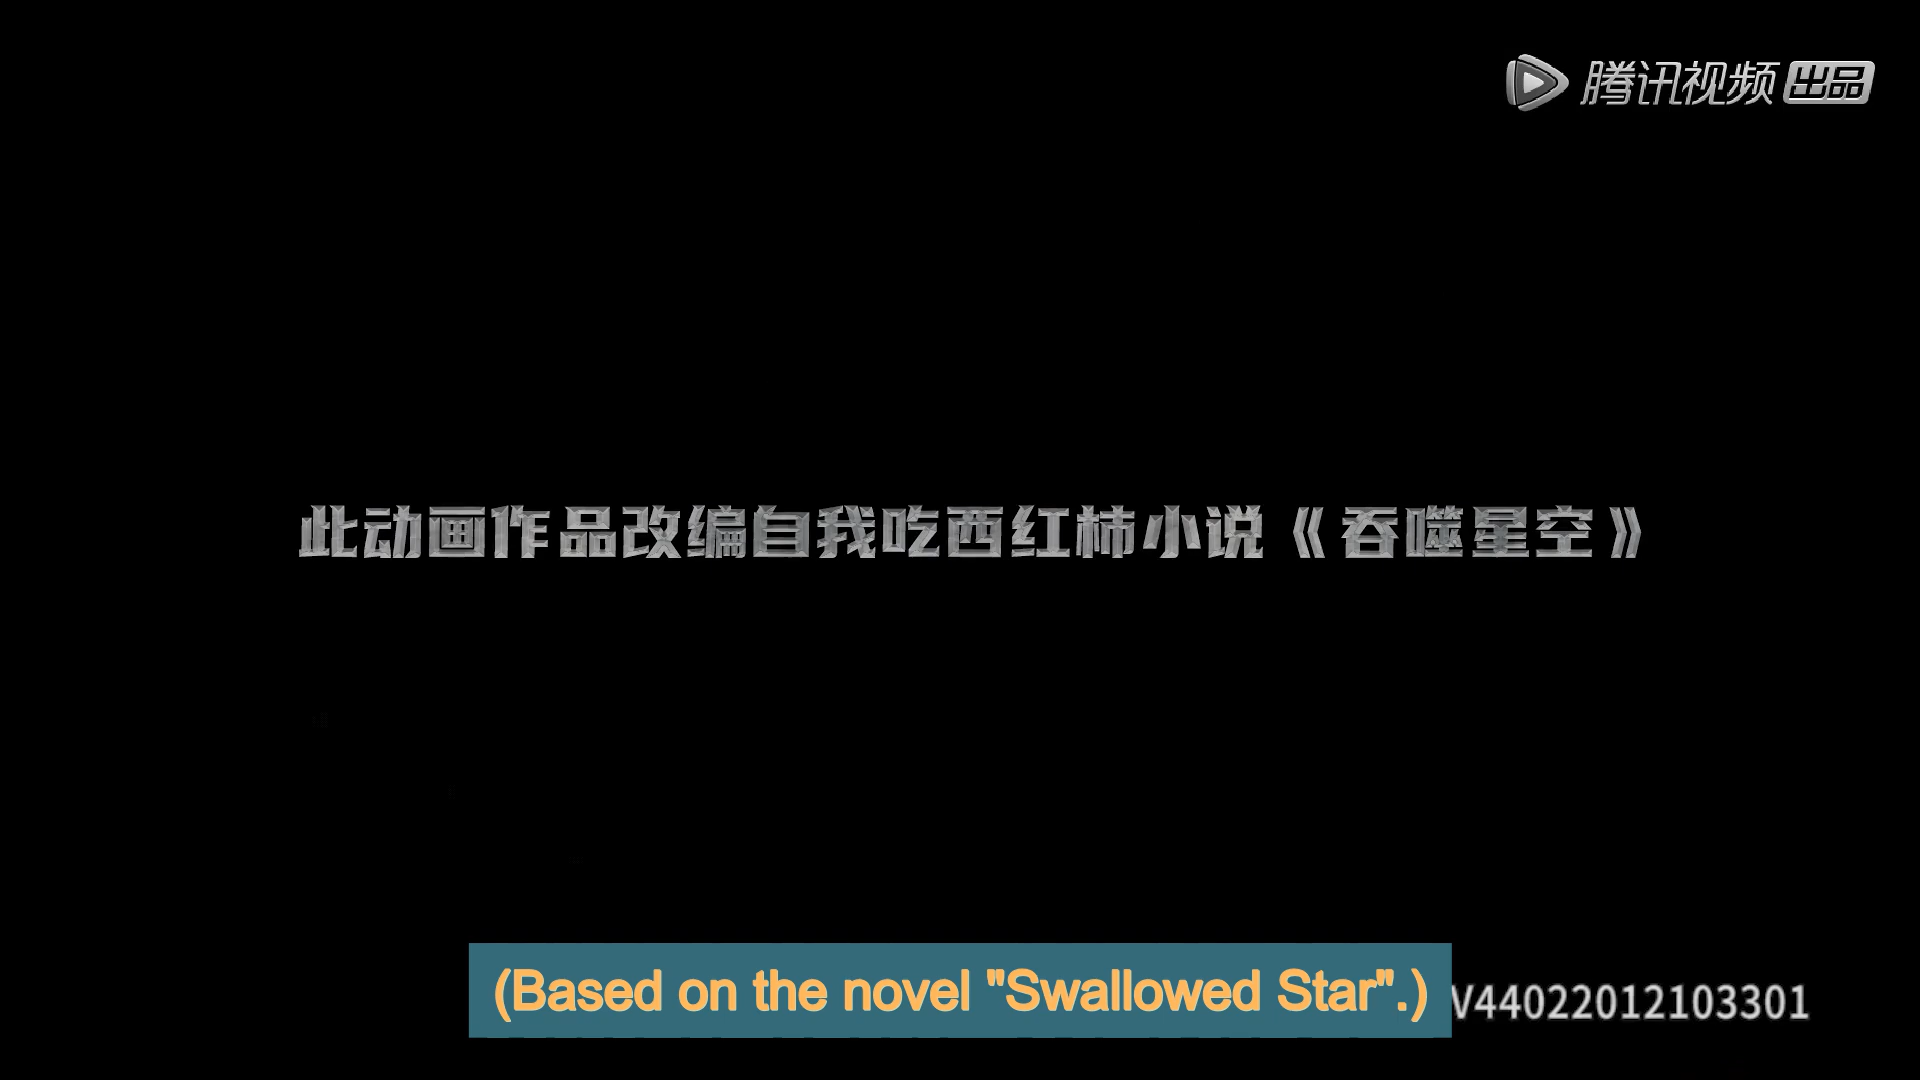 腾讯视频 出品
此动画作品改编自我吃西红柿小说《吞噬星空》
(Based on the novel "Swallowed Star".)
V44022012103301